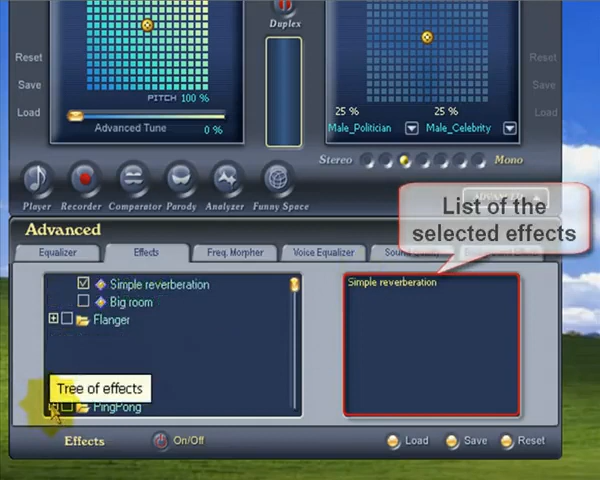 Duplex
Reset
Save
Load
PITCH 100 %
Advanced Tune 0 %
25 % 25 %
Male_Politician Male_Celebrity
Reset
Save
Load
Stereo Mono
Player Recorder Comparator Parody Analyzer Funny Space
List of the
selected effects
Advanced
Equalizer Effects Freq. Morpher Voice Equalizer
Simple reverberation
Big room
Flanger
Tree of effects
PingPong
Simple reverberation
Effects On/Off Load Save Reset